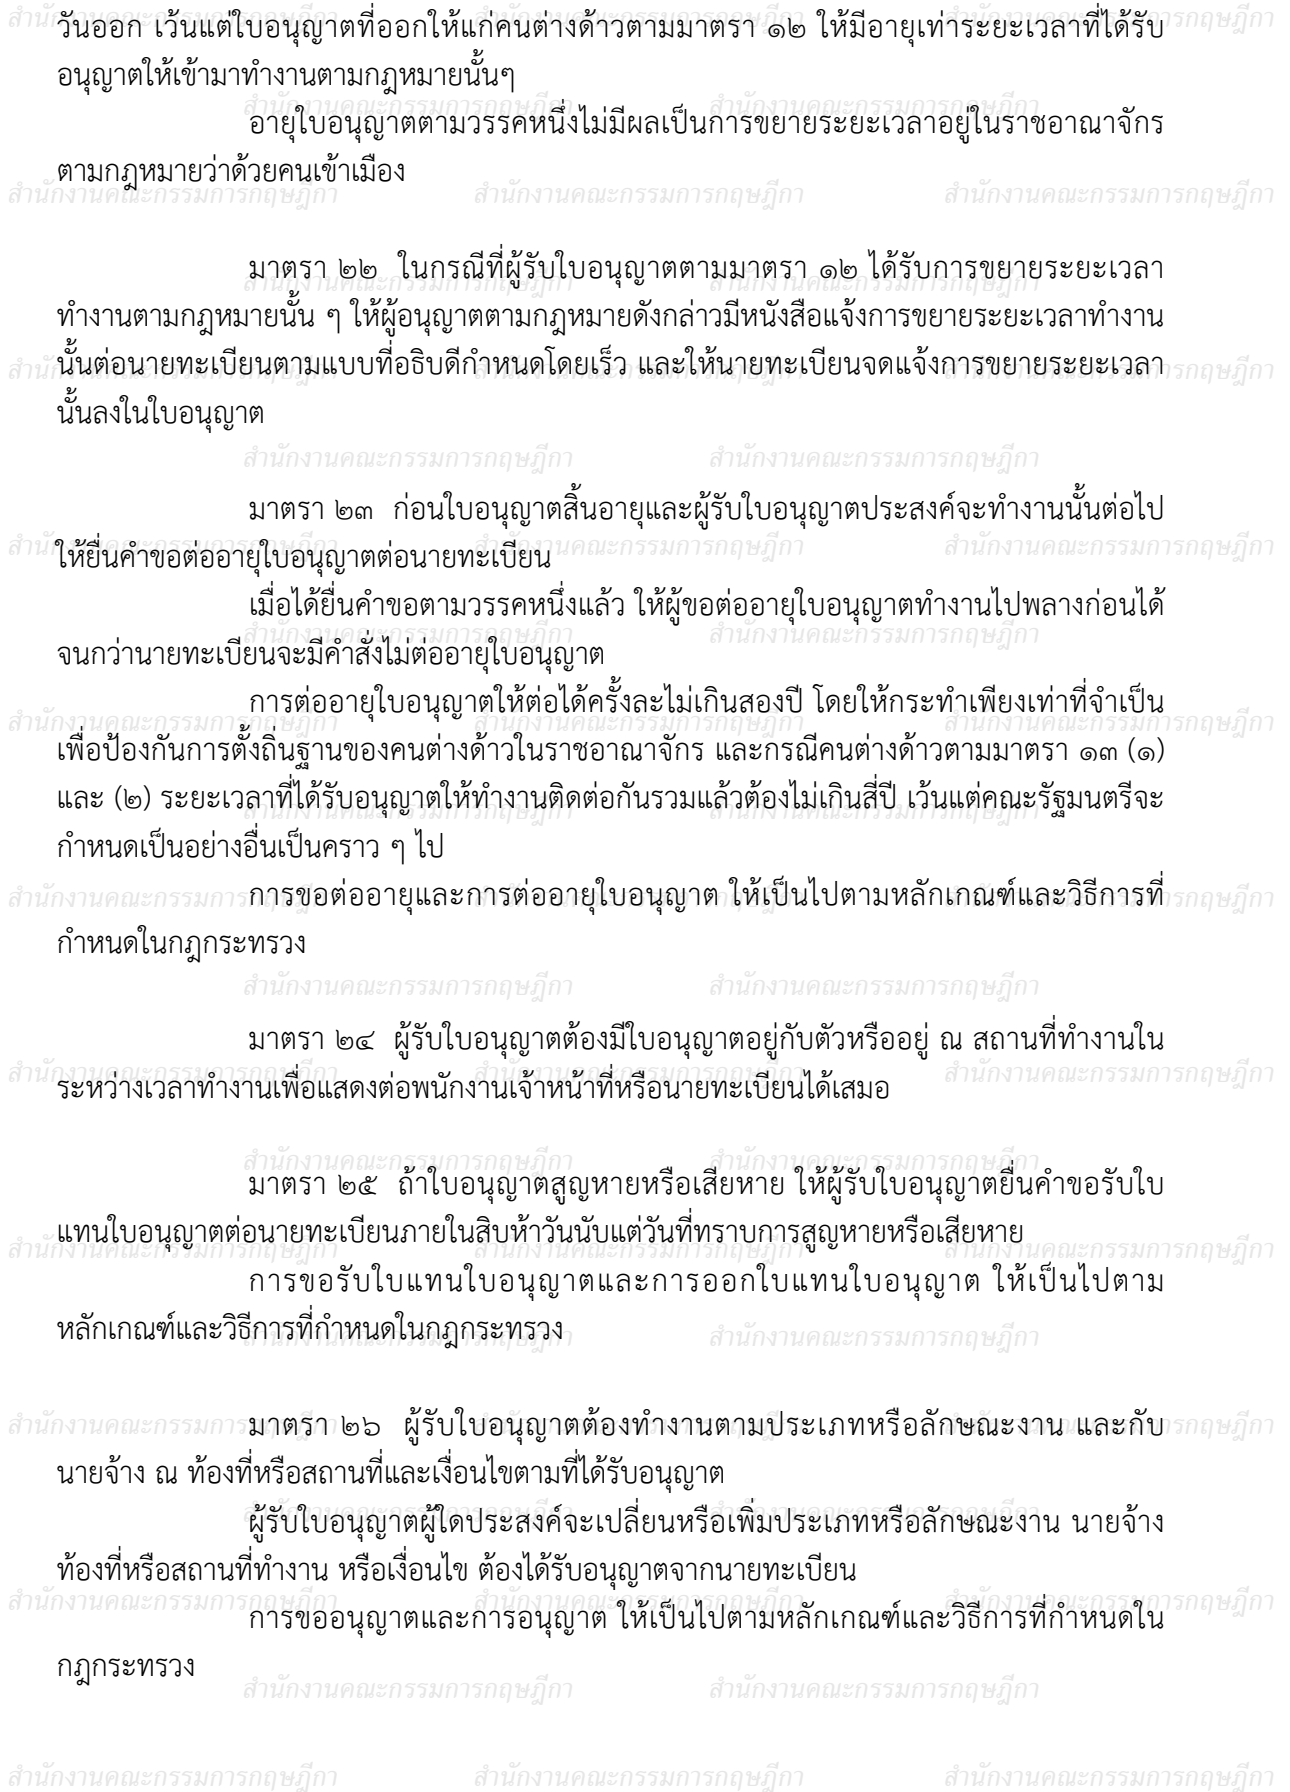 วันออก เว้นแต่ใบอนุญาตที่ออกให้แก่คนต่างด้าวตามมาตรา ๑๒ ให้มีอายุเท่าระยะเวลาที่ได้รับ
อนุญาตให้เข้ามาทำงานตามกฎหมายนั้นๆ
อายุใบอนุญาตตามวรรคหนึ่งไม่มีผลเป็นการขยายระยะเวลาอยู่ในราชอาณาจักร
ตามกฎหมายว่าด้วยคนเข้าเมือง
มาตรา ๒๒ ในกรณีที่ผู้รับใบอนุญาตตามมาตรา ๑๒ ได้รับการขยายระยะเวลา
ทำงานตามกฎหมายนั้น ๆ ให้ผู้อนุญาตตามกฎหมายดังกล่าวมีหนังสือแจ้งการขยายระยะเวลาทำงาน
นั้นต่อนายทะเบียนตามแบบที่อธิบดีกำหนดโดยเร็ว และให้นายทะเบียนจดแจ้งการขยายระยะเวลา
นั้นลงในใบอนุญาต
มาตรา ๒๓ ก่อนใบอนุญาตสิ้นอายุและผู้รับใบอนุญาตประสงค์จะทำงานนั้นต่อไป
ให้ยื่นคำขอต่ออายุใบอนุญาตต่อนายทะเบียน
เมื่อได้ยื่นคำขอตามวรรคหนึ่งแล้ว ให้ผู้ขอต่ออายุใบอนุญาตทำงานไปพลางก่อนได้
จนกว่านายทะเบียนจะมีคำสั่งไม่ต่ออายุใบอนุญาต
การต่ออายุใบอนุญาตให้ต่อได้ครั้งละไม่เกินสองปี โดยให้กระทำเพียงเท่าที่จำเป็น
เพื่อป้องกันการตั้งถิ่นฐานของคนต่างด้าวในราชอาณาจักร และกรณีคนต่างด้าวตามมาตรา ๑๓ (๑)
และ (๒) ระยะเวลาที่ได้รับอนุญาตให้ทำงานติดต่อกันรวมแล้วต้องไม่เกินสี่ปี เว้นแต่คณะรัฐมนตรีจะ
กำหนดเป็นอย่างอื่นเป็นคราว ๆ ไป
การขอต่ออายุและการต่ออายุใบอนุญาต ให้เป็นไปตามหลักเกณฑ์และวิธีการที่
กำหนดในกฎกระทรวง
มาตรา ๒๔ ผู้รับใบอนุญาตต้องมีใบอนุญาตอยู่กับตัวหรืออยู่ ณ สถานที่ทำงานใน
ระหว่างเวลาทำงานเพื่อแสดงต่อพนักงานเจ้าหน้าที่หรือนายทะเบียนได้เสมอ
มาตรา ๒๕ ถ้าใบอนุญาตสูญหายหรือเสียหาย ให้ผู้รับใบอนุญาตยื่นคำขอรับใบ
แทนใบอนุญาตต่อนายทะเบียนภายในสิบห้าวันนับแต่วันที่ทราบการสูญหายหรือเสียหาย
การขอรับใบแทนใบอนุญาตและการออกใบแทนใบอนุญาต ให้เป็นไปตาม
หลักเกณฑ์และวิธีการที่กำหนดในกฎกระทรวง
มาตรา ๒๖ ผู้รับใบอนุญาตต้องทำงานตามประเภทหรือลักษณะงาน และกับ
นายจ้าง ณ ท้องที่หรือสถานที่และเงื่อนไขตามที่ได้รับอนุญาต
ผู้รับใบอนุญาตผู้ใดประสงค์จะเปลี่ยนหรือเพิ่มประเภทหรือลักษณะงาน นายจ้าง
ท้องที่หรือสถานที่ทำงาน หรือเงื่อนไข ต้องได้รับอนุญาตจากนายทะเบียน
การขออนุญาตและการอนุญาต ให้เป็นไปตามหลักเกณฑ์และวิธีการที่กำหนดใน
กฎกระทรวง
สำนักงานคณะกรรมการกฤษฎีกา สำนักงานคณะกรรมการกฤษฎีกา สำนักงานคณะกรรมการกฤษฎีกา